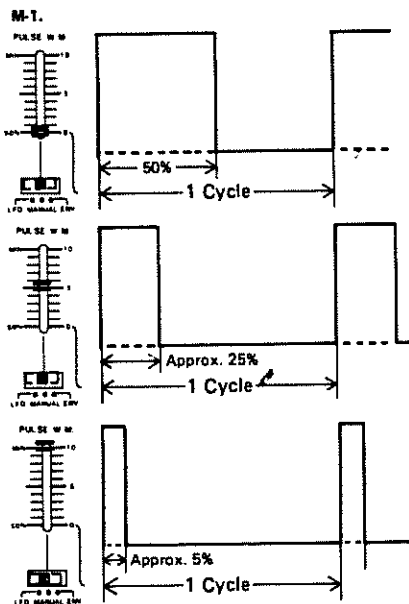 M-T.
PULSE W M
10
5
50%
0
LFO MANUAL ENV
50%
1 Cycle
PULSE W M
10
5
50%
0
LFO MANUAL ENV
Approx. 25%
1 Cycle
PULSE W M.
10
5
50%
0
LFO MANUAL ENV
Approx. 5%
1 Cycle